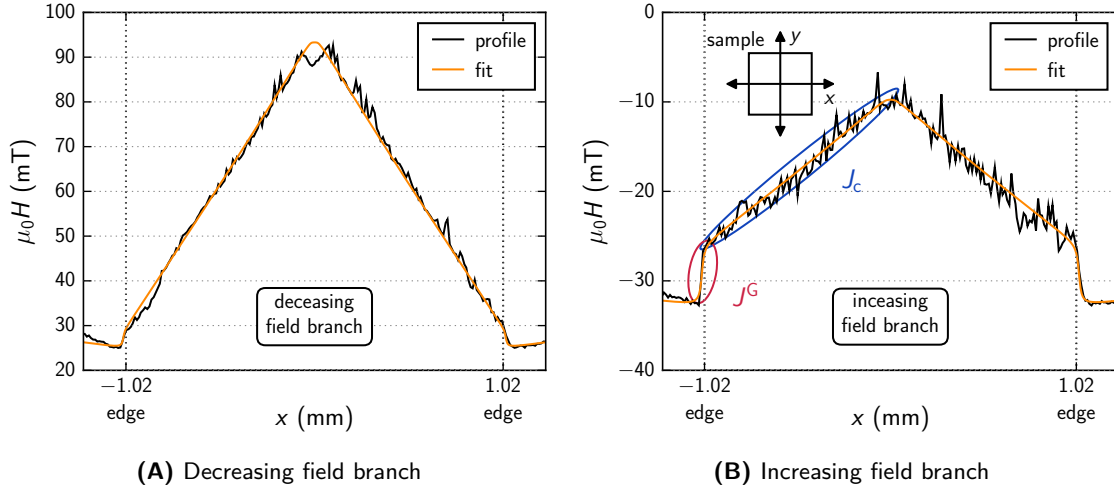 100
90
80
70
60
50
40
30
20
μ₀H (mT)
profile
fit
deceasing
field branch
−1.02
edge
x (mm)
1.02
edge
(A) Decreasing field branch
0
−10
−20
−30
−40
μ₀H (mT)
sample
y
x
profile
fit
J_c
J^G
inceasing
field branch
−1.02
edge
x (mm)
1.02
edge
(B) Increasing field branch